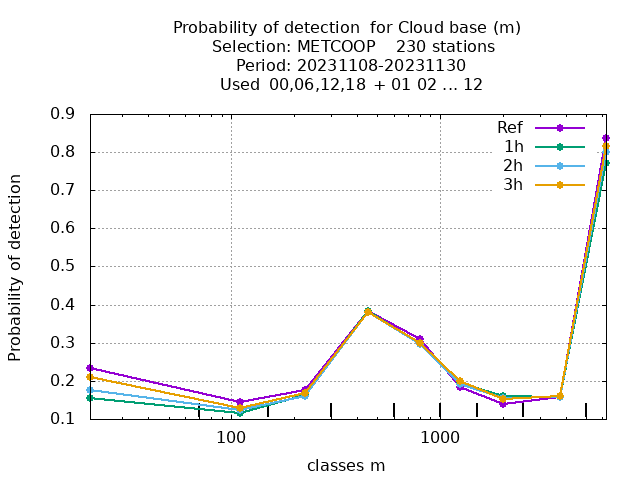 Probability of detection  for Cloud base (m)
Selection: METCOOP    230 stations
Period: 20231108-20231130
Used  00,06,12,18  + 01 02 ... 12
0.9
0.8
0.7
0.6
0.5
0.4
0.3
0.2
0.1
Probability of detection
Ref
1h
2h
3h
100
1000
classes m